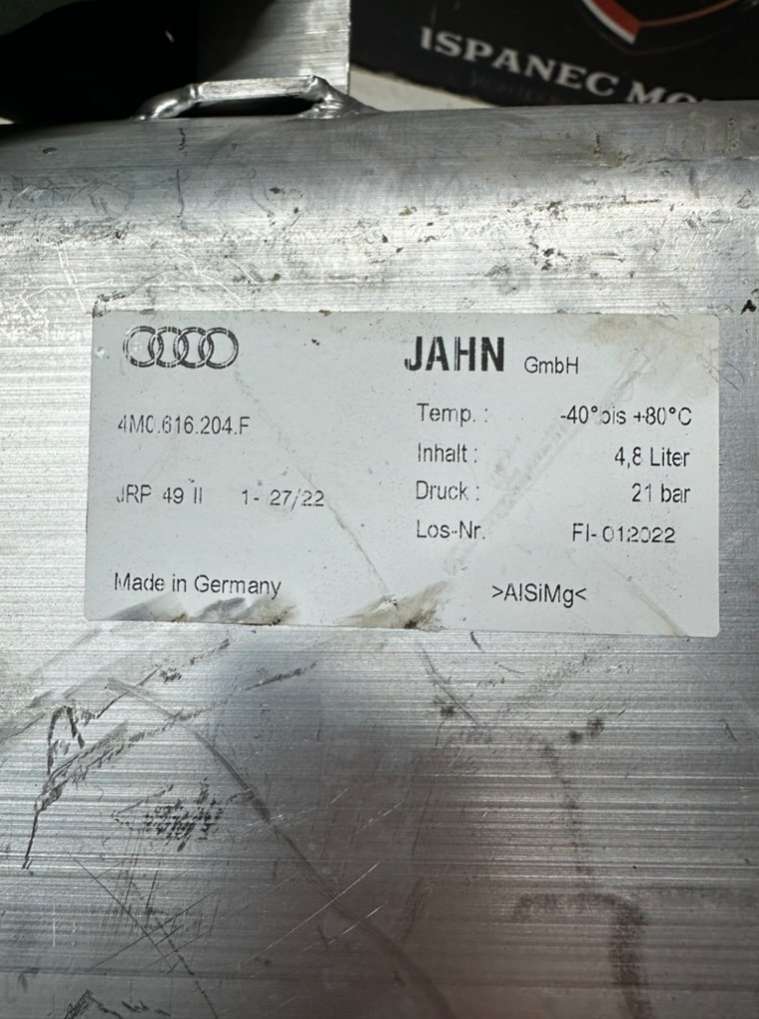 ISPANEC MO
JAHN GmbH
4M0.616.204.F
Temp. : -40°bis +80°C
Inhalt : 4,8 Liter
JRP 49 II 1- 27/22
Druck : 21 bar
Los-Nr. FI-012022
Made in Germany
>AlSiMg<